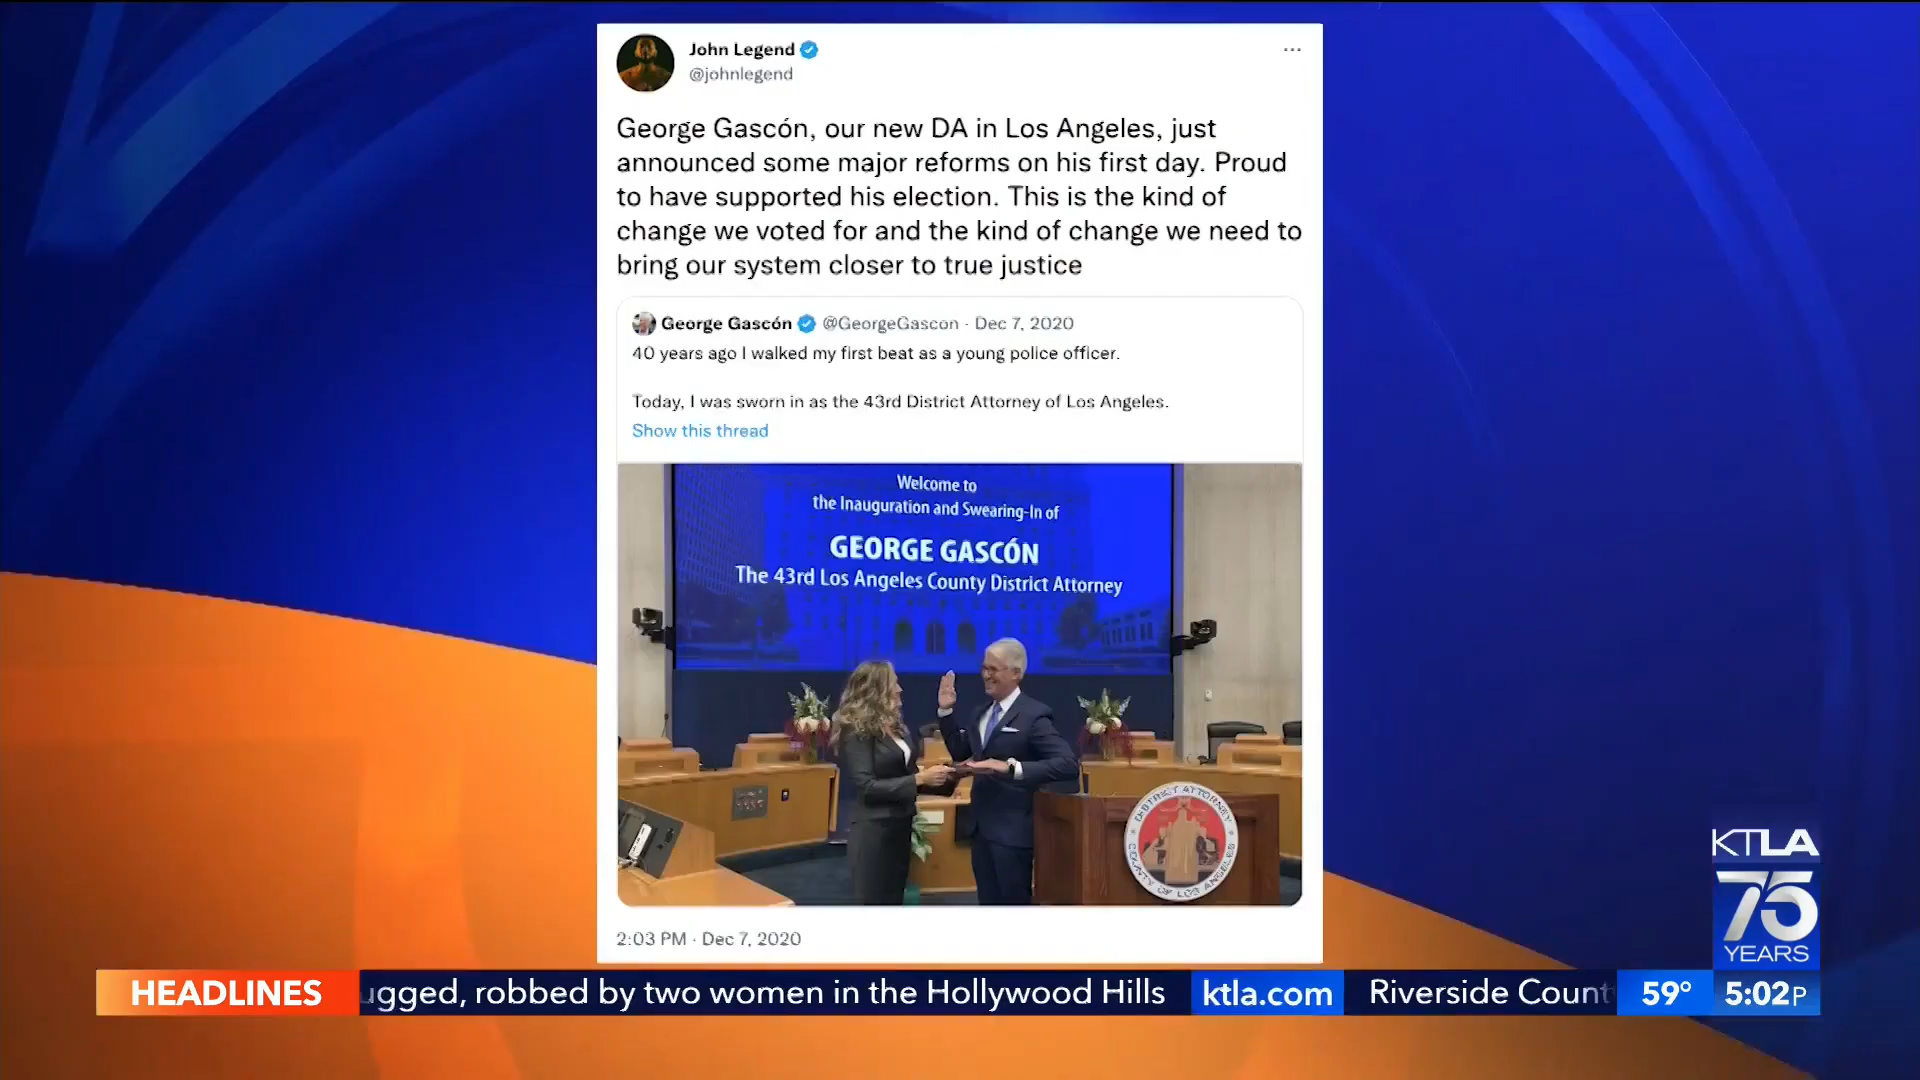 John Legend
@johnlegend
George Gascón, our new DA in Los Angeles, just
announced some major reforms on his first day. Proud
to have supported his election. This is the kind of
change we voted for and the kind of change we need to
bring our system closer to true justice
George Gascón @GeorgeGascon · Dec 7, 2020
40 years ago I walked my first beat as a young police officer.
Today, I was sworn in as the 43rd District Attorney of Los Angeles.
Show this thread
Welcome to
the Inauguration and Swearing-In of
GEORGE GASCÓN
The 43rd Los Angeles County District Attorney
DISTRICT ATTORNEY
COUNTY OF LOS ANGELES
2:03 PM · Dec 7, 2020
KTLA
75
YEARS
HEADLINES ugged, robbed by two women in the Hollywood Hills ktla.com Riverside Count 59° 5:02P